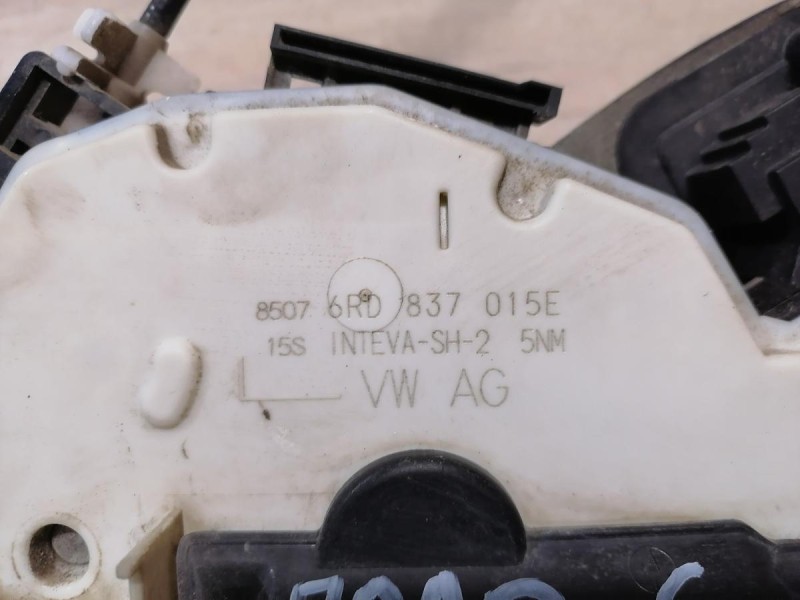 8507 6RD 837 015E
15S INTEVA-SH-2 5NM
VW AG